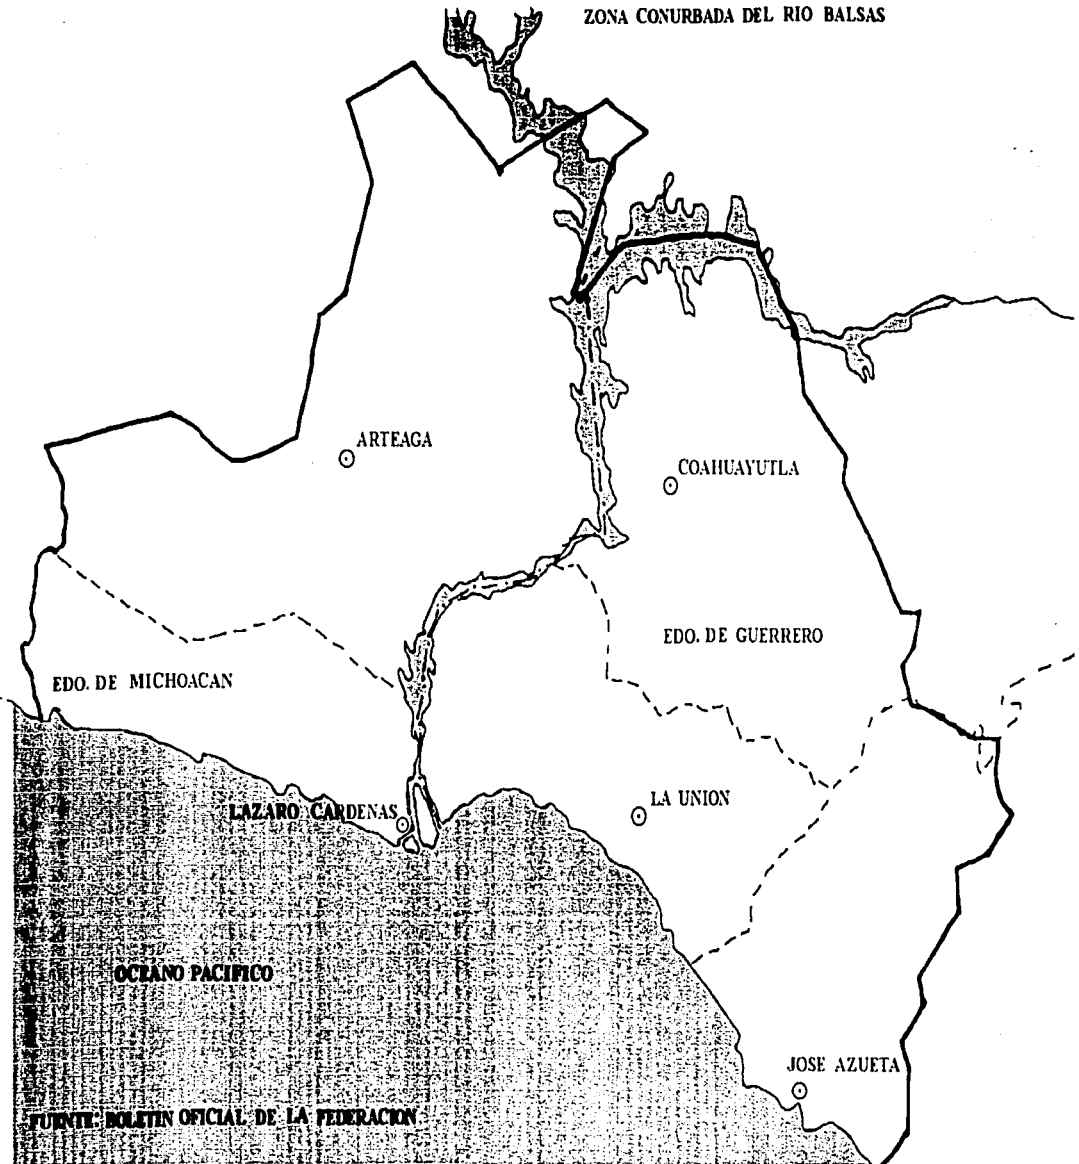 ZONA CONURBADA DEL RIO BALSAS
ARTEAGA
COAHUAYUTLA
EDO. DE GUERRERO
EDO. DE MICHOACAN
LA UNION
LAZARO CARDENAS
OCEANO PACIFICO
JOSE AZUETA
FUENTE: BOLETIN OFICIAL DE LA FEDERACION